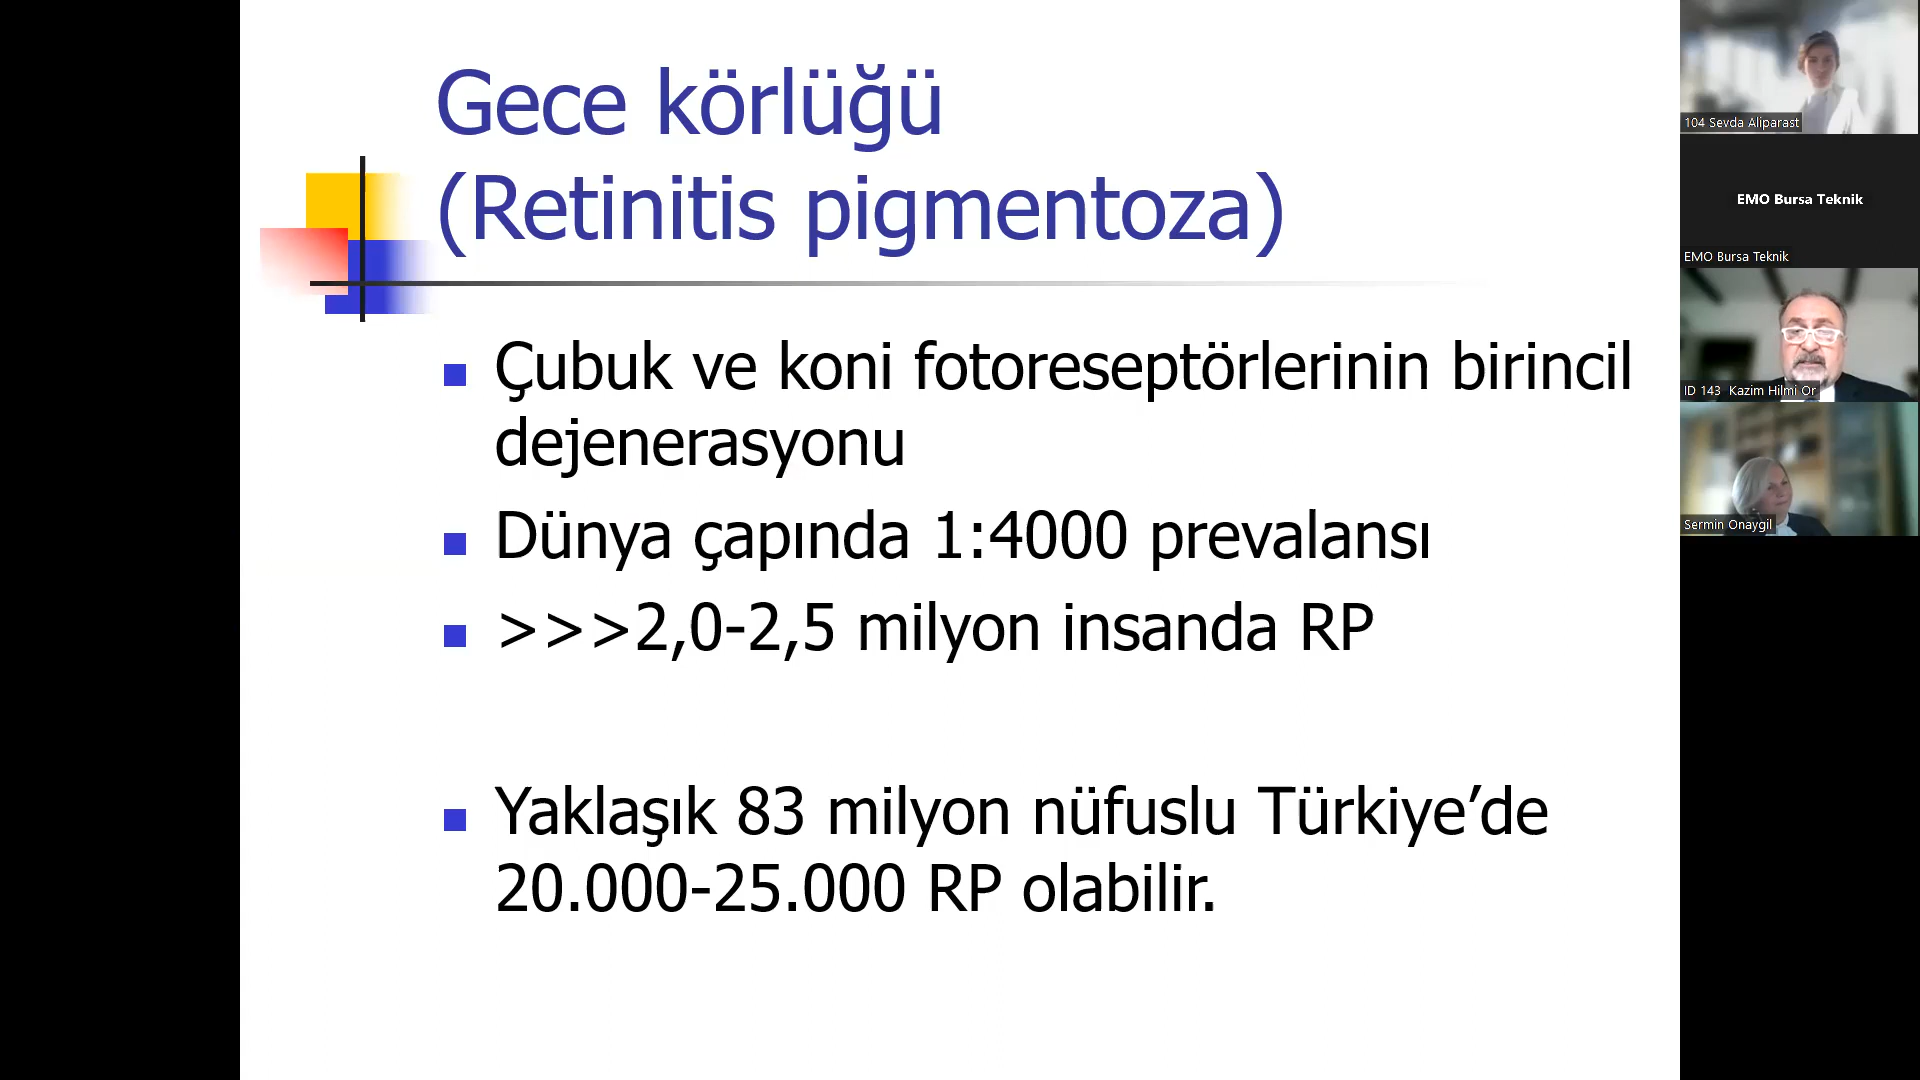 Gece körlüğü
(Retinitis pigmentoza)
Çubuk ve koni fotoreseptörlerinin birincil
dejenerasyonu
Dünya çapında 1:4000 prevalansı
>>>2,0-2,5 milyon insanda RP
Yaklaşık 83 milyon nüfuslu Türkiye’de
20.000-25.000 RP olabilir.
104 Sevda Aliparast
EMO Bursa Teknik
EMO Bursa Teknik
ID 143 Kazim Hilmi Or
Sermin Onaygil